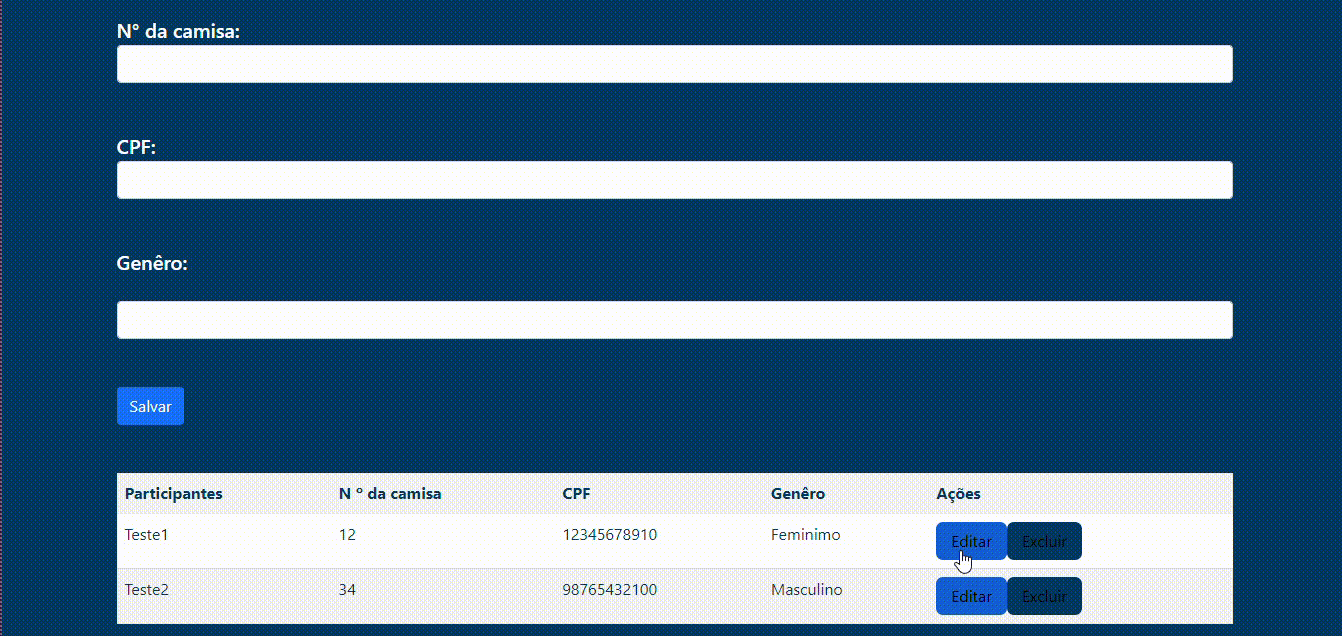 Nº da camisa:
CPF:
Genêro:
Salvar
Participantes N º da camisa CPF Genêro Ações
Teste1 12 12345678910 Feminimo Editar Excluir
Teste2 34 98765432100 Masculino Editar Excluir